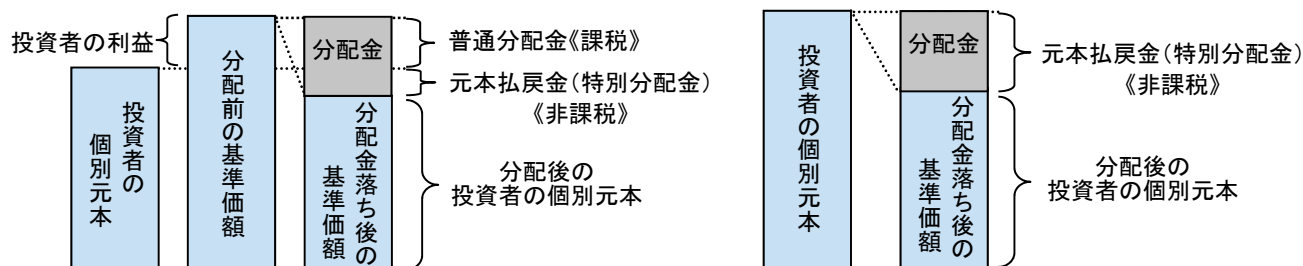 投資者の利益
投資者の
個別元本
分配前の基準価額
分配金
分配金落ち後の
基準価額
普通分配金《課税》
元本払戻金(特別分配金)
《非課税》
分配後の
投資者の個別元本
投資者の個別元本
分配金
分配金落ち後の
基準価額
元本払戻金(特別分配金)
《非課税》
分配後の
投資者の個別元本